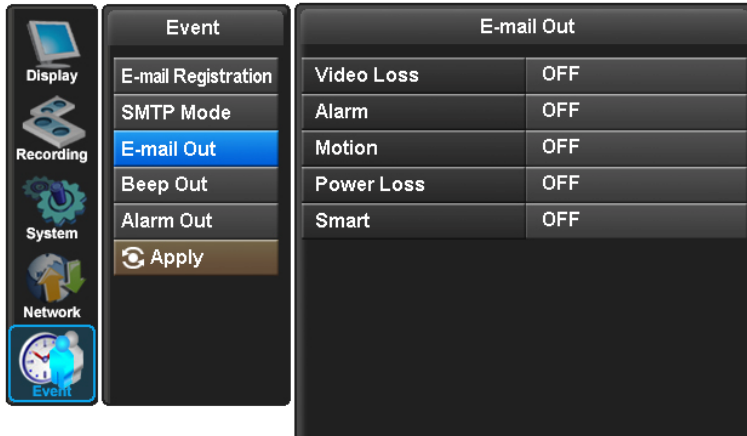 Display
Recording
System
Network
Event
Event
E-mail Registration
SMTP Mode
E-mail Out
Beep Out
Alarm Out
Apply
E-mail Out
Video Loss OFF
Alarm OFF
Motion OFF
Power Loss OFF
Smart OFF